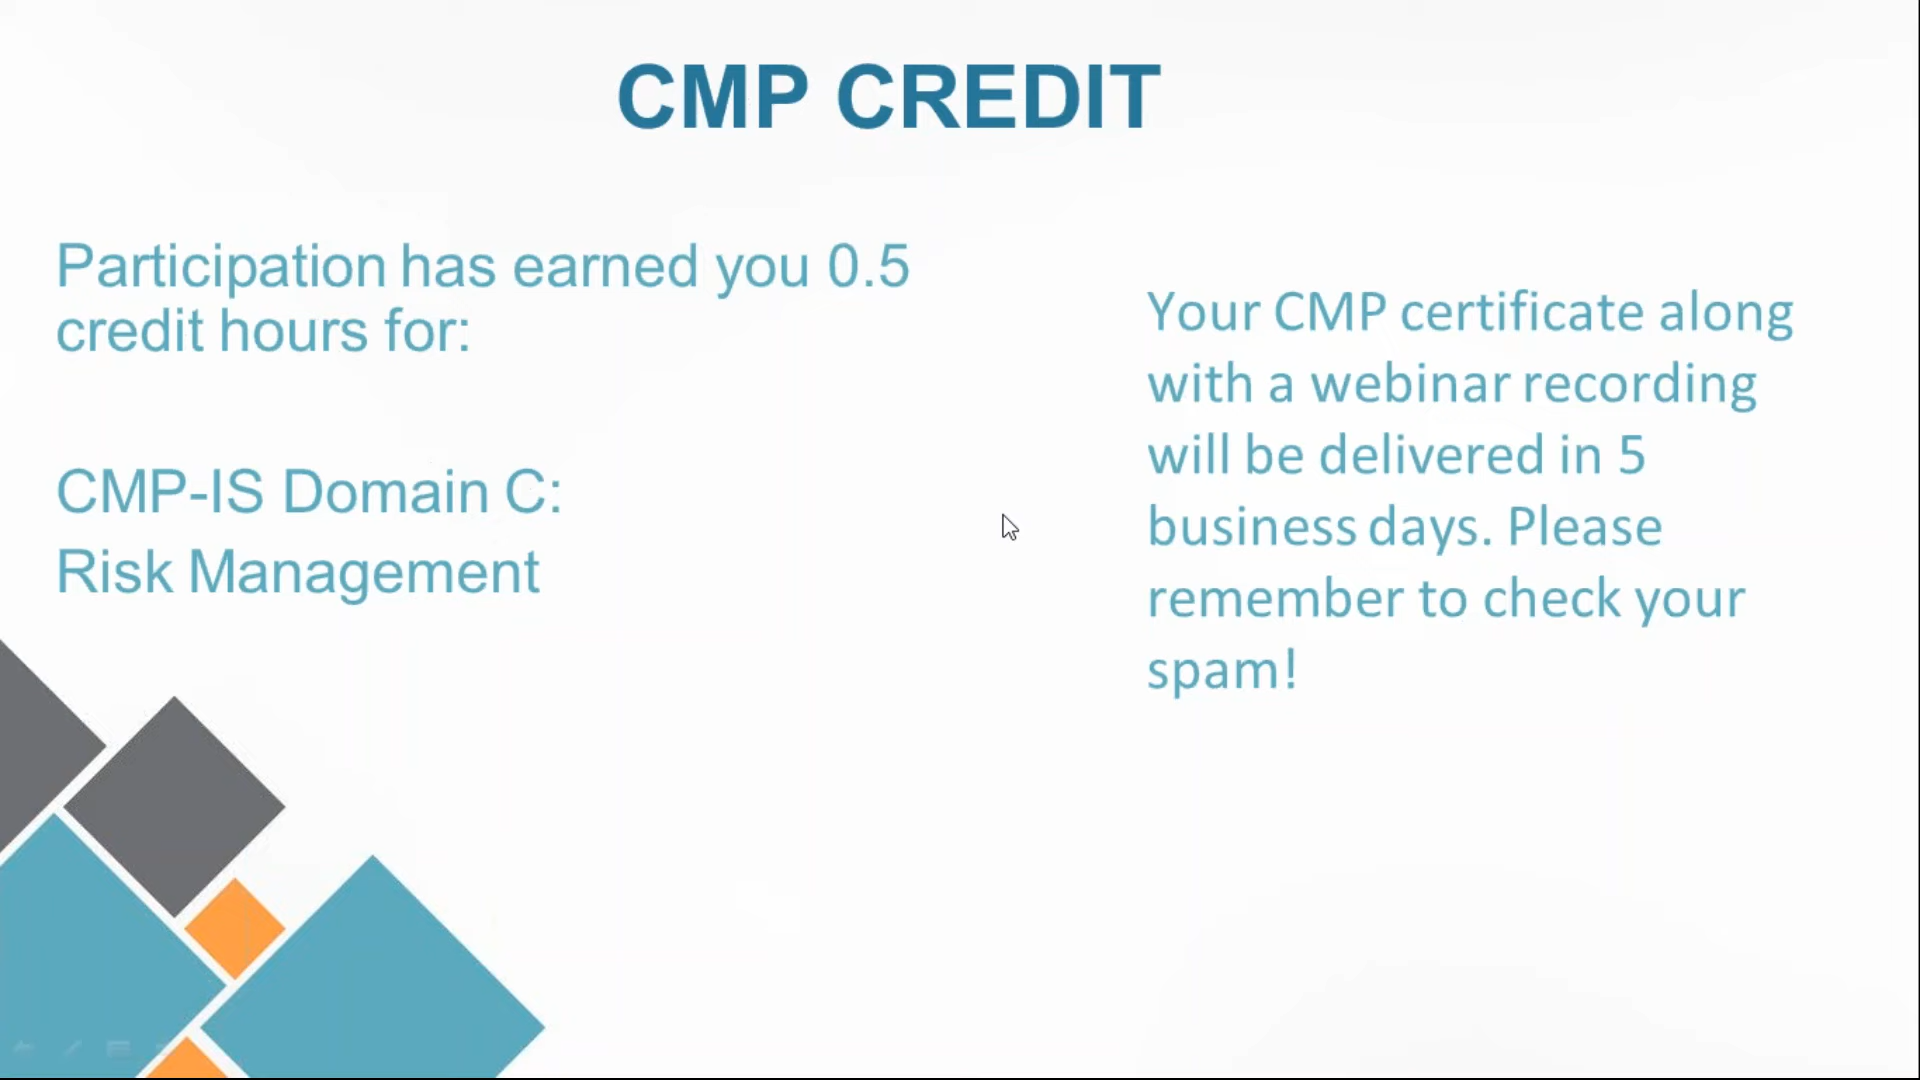 CMP CREDIT
Participation has earned you 0.5
credit hours for:
CMP-IS Domain C:
Risk Management
Your CMP certificate along
with a webinar recording
will be delivered in 5
business days. Please
remember to check your
spam!